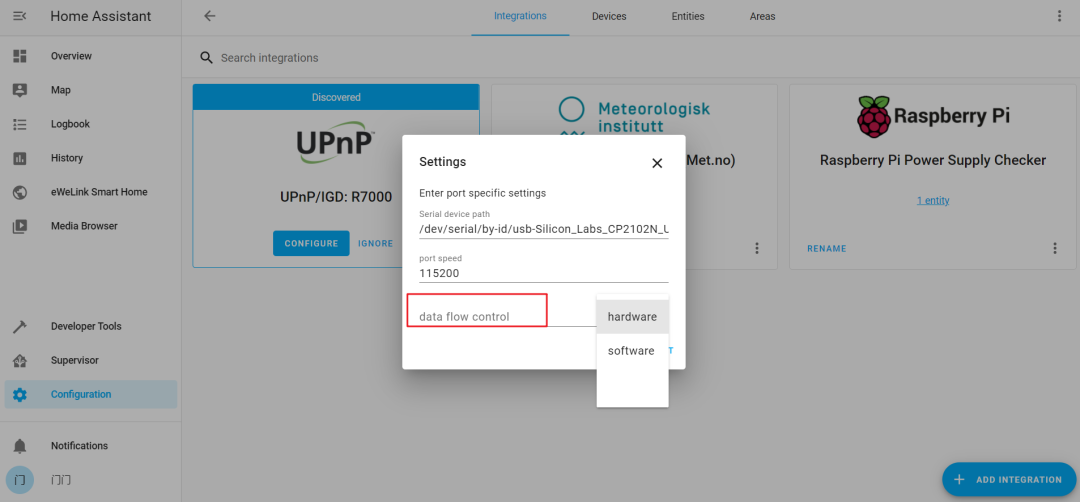 Home Assistant
Integrations
Devices
Entities
Areas
Overview
Map
Logbook
History
eWeLink Smart Home
Media Browser
Developer Tools
Supervisor
Configuration
Notifications
Search integrations
Discovered
UPnP
UPnP/IGD: R7000
CONFIGURE
IGNORE
Meteorologisk
institutt
Met.no)
Raspberry Pi
Raspberry Pi Power Supply Checker
1 entity
RENAME
Settings
Enter port specific settings
Serial device path
/dev/serial/by-id/usb-Silicon_Labs_CP2102N_U
port speed
115200
data flow control
hardware
software
T
ADD INTEGRATION